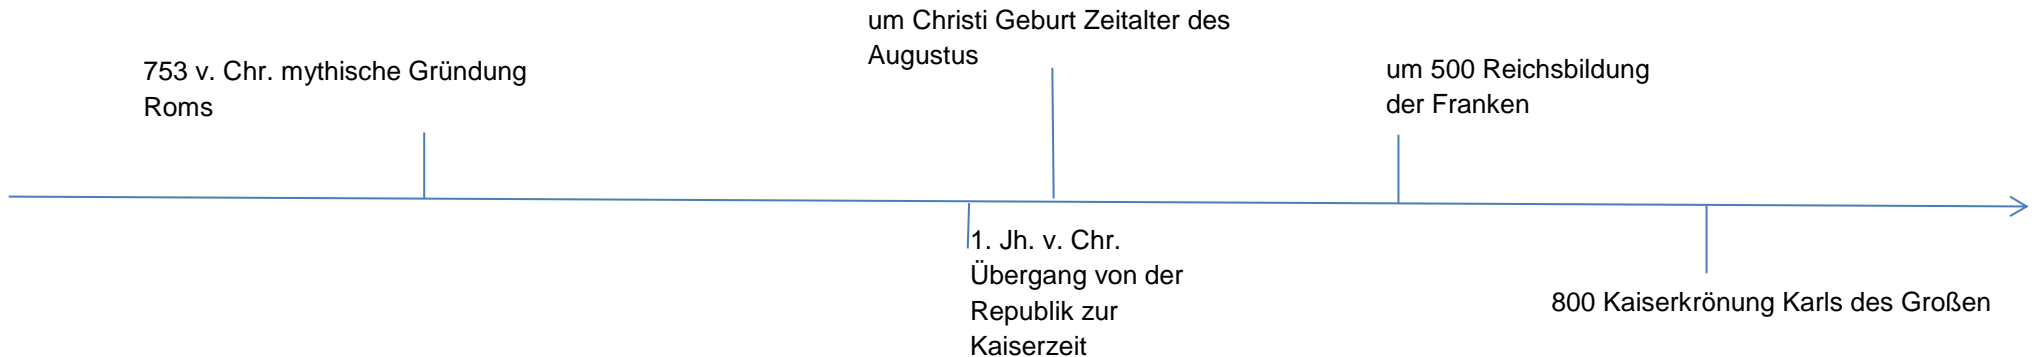 753 v. Chr. mythische Gründung
Roms
um Christi Geburt Zeitalter des
Augustus
um 500 Reichsbildung
der Franken
1. Jh. v. Chr.
Übergang von der
Republik zur
Kaiserzeit
800 Kaiserkrönung Karls des Großen